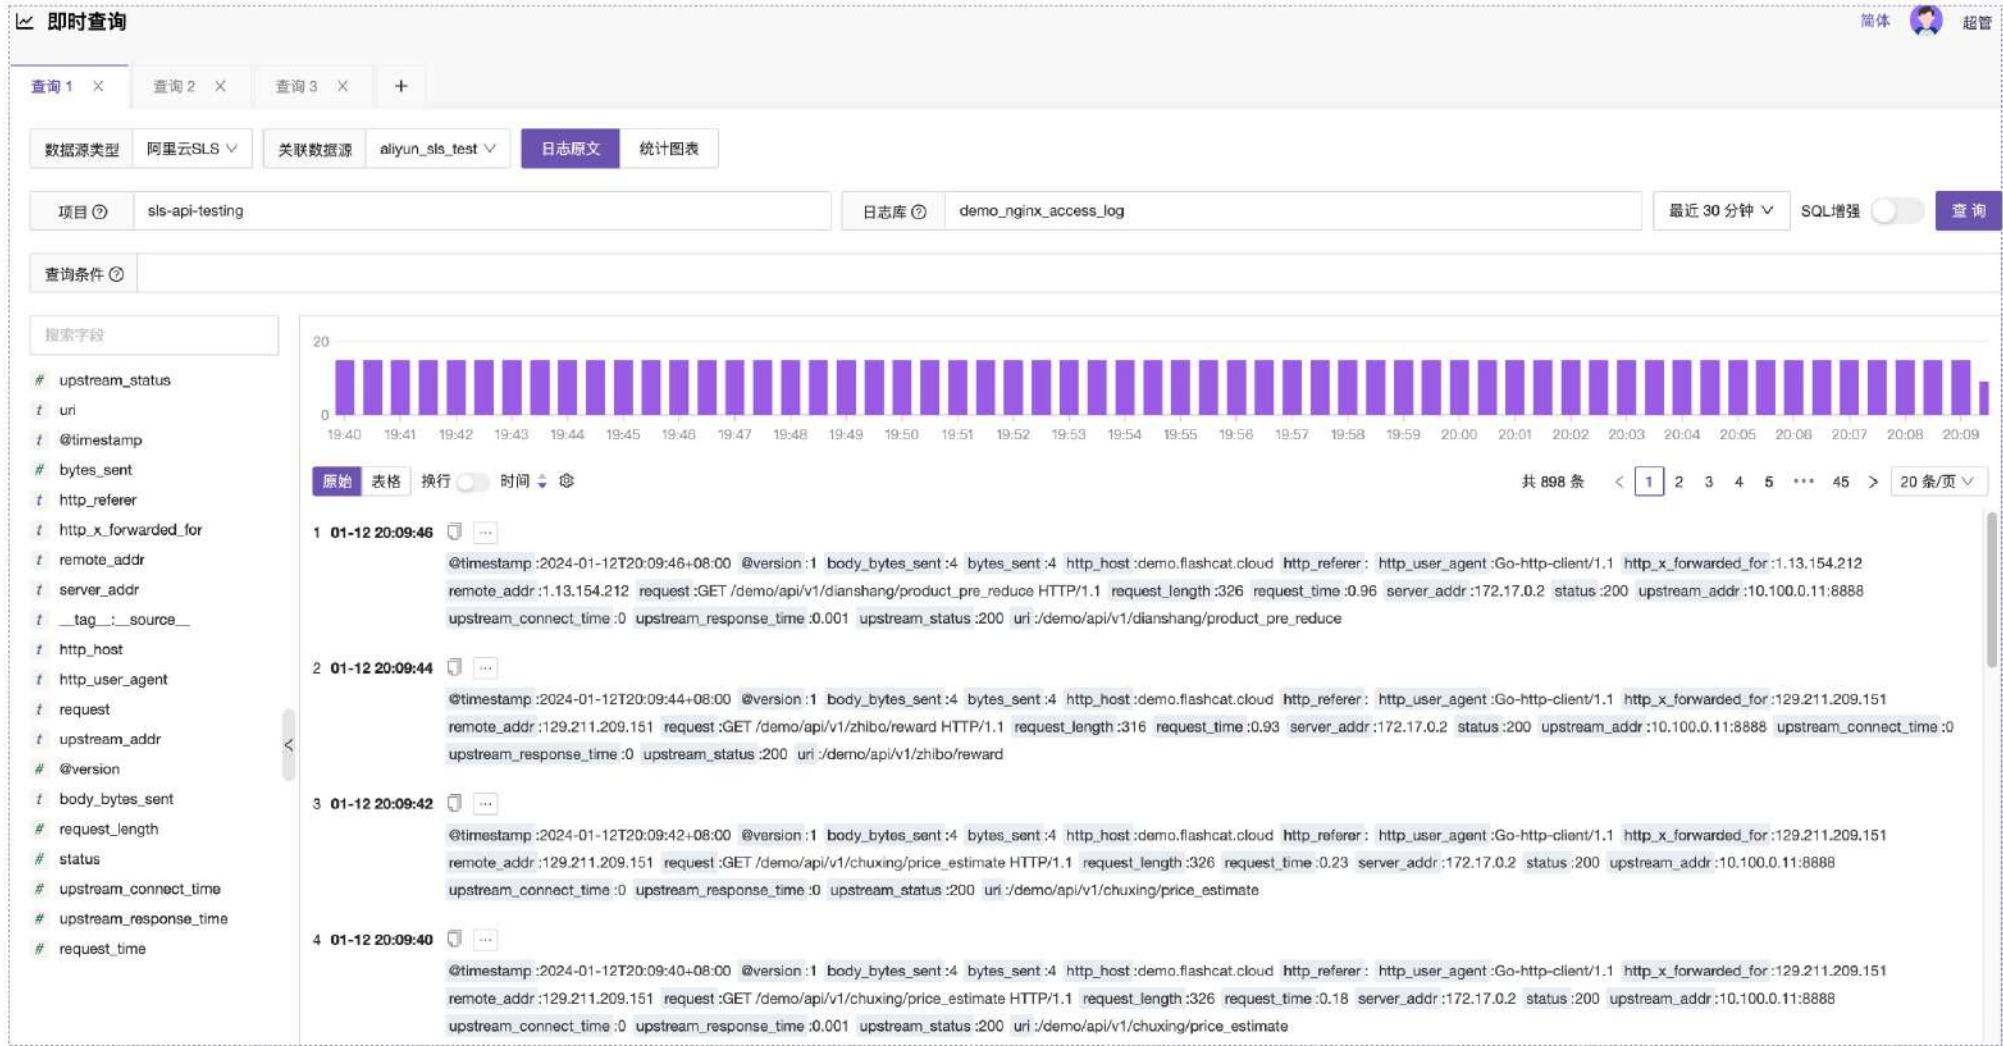 即时查询 简体 超管
查询 1 × 查询 2 × 查询 3 × +
数据源类型 阿里云SLS 关联数据源 aliyun_sls_test 日志原文 统计图表
项目 sls-api-testing 日志库 demo_nginx_access_log 最近 30 分钟 SQL增强 查 询
查询条件
搜索字段
upstream_status
uri
@timestamp
bytes_sent
http_referer
http_x_forwarded_for
remote_addr
server_addr
__tag__:__source__
http_host
http_user_agent
request
upstream_addr
@version
body_bytes_sent
request_length
status
upstream_connect_time
upstream_response_time
request_time
20
0
19:40 19:41 19:42 19:43 19:44 19:45 19:46 19:47 19:48 19:49 19:50 19:51 19:52 19:53 19:54 19:55 19:56 19:57 19:58 19:59 20:00 20:01 20:02 20:03 20:04 20:05 20:06 20:07 20:08 20:09
原始 表格 换行 时间 共 898 条 < 1 2 3 4 5 ••• 45 > 20 条/页
1 01-12 20:09:46 ...
@timestamp :2024-01-12T20:09:46+08:00 @version :1 body_bytes_sent :4 bytes_sent :4 http_host :demo.flashcat.cloud http_referer : http_user_agent :Go-http-client/1.1 http_x_forwarded_for :1.13.154.212
remote_addr :1.13.154.212 request :GET /demo/api/v1/dianshang/product_pre_reduce HTTP/1.1 request_length :326 request_time :0.96 server_addr :172.17.0.2 status :200 upstream_addr :10.100.0.11:8888
upstream_connect_time :0 upstream_response_time :0.001 upstream_status :200 uri :/demo/api/v1/dianshang/product_pre_reduce
2 01-12 20:09:44 ...
@timestamp :2024-01-12T20:09:44+08:00 @version :1 body_bytes_sent :4 bytes_sent :4 http_host :demo.flashcat.cloud http_referer : http_user_agent :Go-http-client/1.1 http_x_forwarded_for :129.211.209.151
remote_addr :129.211.209.151 request :GET /demo/api/v1/zhibo/reward HTTP/1.1 request_length :316 request_time :0.93 server_addr :172.17.0.2 status :200 upstream_addr :10.100.0.11:8888 upstream_connect_time :0
upstream_response_time :0 upstream_status :200 uri :/demo/api/v1/zhibo/reward
3 01-12 20:09:42 ...
@timestamp :2024-01-12T20:09:42+08:00 @version :1 body_bytes_sent :4 bytes_sent :4 http_host :demo.flashcat.cloud http_referer : http_user_agent :Go-http-client/1.1 http_x_forwarded_for :129.211.209.151
remote_addr :129.211.209.151 request :GET /demo/api/v1/chuxing/price_estimate HTTP/1.1 request_length :326 request_time :0.23 server_addr :172.17.0.2 status :200 upstream_addr :10.100.0.11:8888
upstream_connect_time :0 upstream_response_time :0 upstream_status :200 uri :/demo/api/v1/chuxing/price_estimate
4 01-12 20:09:40 ...
@timestamp :2024-01-12T20:09:40+08:00 @version :1 body_bytes_sent :4 bytes_sent :4 http_host :demo.flashcat.cloud http_referer : http_user_agent :Go-http-client/1.1 http_x_forwarded_for :129.211.209.151
remote_addr :129.211.209.151 request :GET /demo/api/v1/chuxing/price_estimate HTTP/1.1 request_length :326 request_time :0.18 server_addr :172.17.0.2 status :200 upstream_addr :10.100.0.11:8888
upstream_connect_time :0 upstream_response_time :0.001 upstream_status :200 uri :/demo/api/v1/chuxing/price_estimate